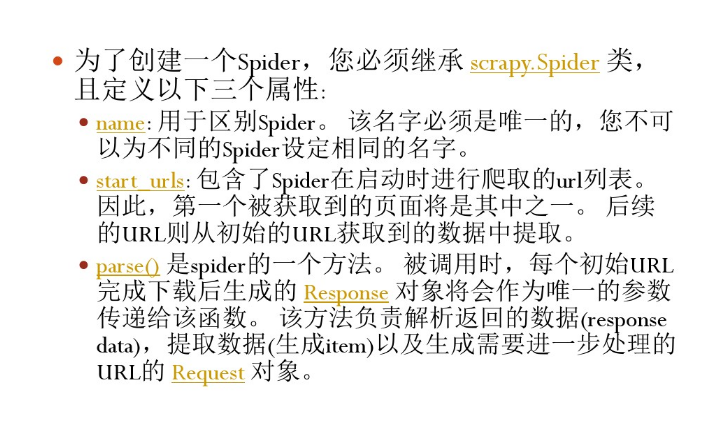 • 为了创建一个Spider，您必须继承 scrapy.Spider 类，
且定义以下三个属性:
• name: 用于区别Spider。 该名字必须是唯一的，您不可
以为不同的Spider设定相同的名字。
• start_urls: 包含了Spider在启动时进行爬取的url列表。
因此，第一个被获取到的页面将是其中之一。 后续
的URL则从初始的URL获取到的数据中提取。
• parse() 是spider的一个方法。 被调用时，每个初始URL
完成下载后生成的 Response 对象将会作为唯一的参数
传递给该函数。 该方法负责解析返回的数据(response
data)，提取数据(生成item)以及生成需要进一步处理的
URL的 Request 对象。